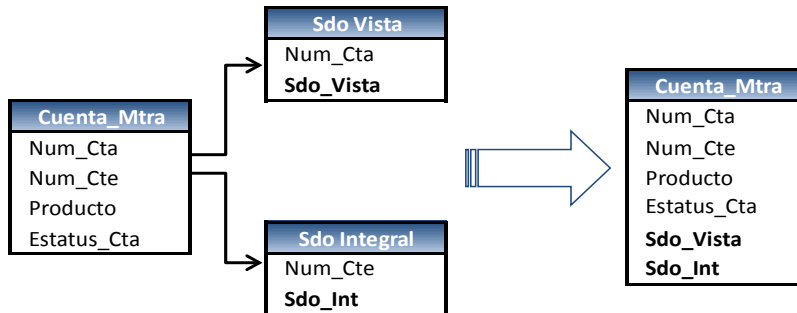 Cuenta_Mtra
Num_Cta
Num_Cte
Producto
Estatus_Cta
Sdo Vista
Num_Cta
Sdo_Vista
Sdo Integral
Num_Cte
Sdo_Int
Cuenta_Mtra
Num_Cta
Num_Cte
Producto
Estatus_Cta
Sdo_Vista
Sdo_Int